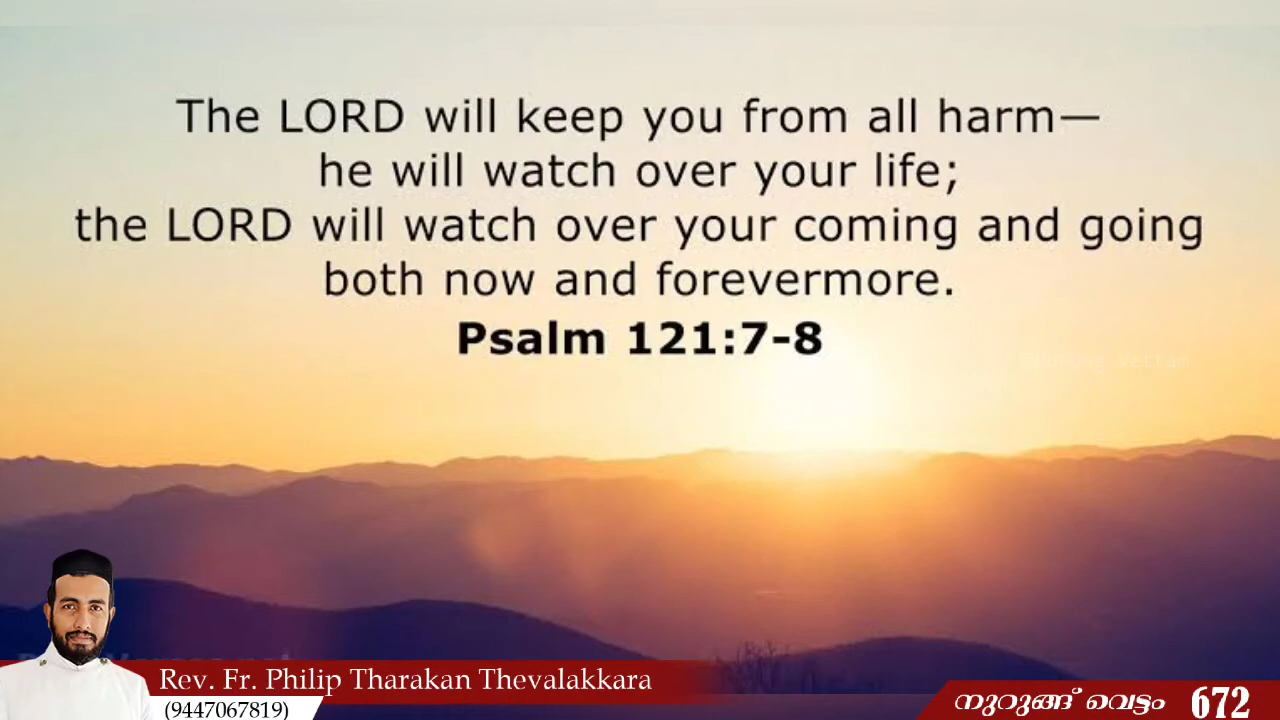 The LORD will keep you from all harm—
he will watch over your life;
the LORD will watch over your coming and going
both now and forevermore.
Psalm 121:7-8
Rev. Fr. Philip Tharakan Thevalakkara
(9447067819)
നുറുങ്ങ് വെട്ടം 672